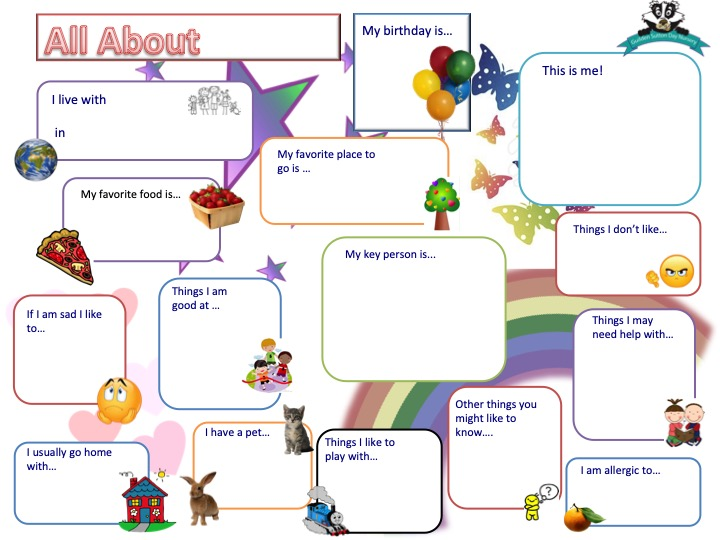 All About
My birthday is…
This is me!
I live with
in
My favorite place to
go is …
My favorite food is…
Things I don't like…
My key person is...
Things I am
good at …
If I am sad I like
to…
Things I may
need help with…
Other things you
might like to
know….
I have a pet…
Things I like to
play with…
I usually go home
with…
I am allergic to…
?